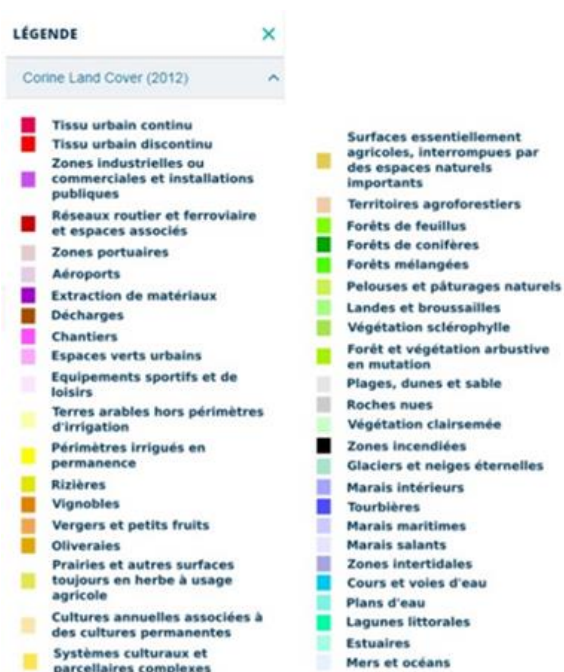 LÉGENDE
Corine Land Cover (2012)
Tissu urbain continu
Tissu urbain discontinu
Zones industrielles ou
commerciales et installations
publiques
Réseaux routier et ferroviaire
et espaces associés
Zones portuaires
Aéroports
Extraction de matériaux
Décharges
Chantiers
Espaces verts urbains
Equipements sportifs et de
loisirs
Terres arables hors périmètres
d'irrigation
Périmètres irrigués en
permanence
Rizières
Vignobles
Vergers et petits fruits
Oliveraies
Prairies et autres surfaces
toujours en herbe à usage
agricole
Cultures annuelles associées à
des cultures permanentes
Systèmes culturaux et
parcellaires complexes
Surfaces essentiellement
agricoles, interrompues par
des espaces naturels
importants
Territoires agroforestiers
Forêts de feuillus
Forêts de conifères
Forêts mélangées
Pelouses et pâturages naturels
Landes et broussailles
Végétation sclérophylle
Forêt et végétation arbustive
en mutation
Plages, dunes et sable
Roches nues
Végétation clairsemée
Zones incendiées
Glaciers et neiges éternelles
Marais intérieurs
Tourbières
Marais maritimes
Marais salants
Zones intertidales
Cours et voies d'eau
Plans d'eau
Lagunes littorales
Estuaires
Mers et océans